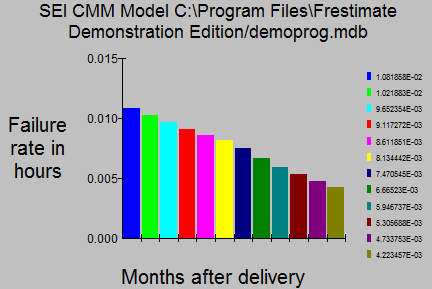 SEI CMM Model C:\Program Files\Frestimate
Demonstration Edition/demoprog.mdb
0.015
0.010
0.005
0.000
Failure
rate in
hours
Months after delivery
1.081858E-02
1.021883E-02
9.652354E-03
9.117272E-03
8.611851E-03
8.134442E-03
7.470545E-03
6.66523E-03
5.946737E-03
5.305688E-03
4.733753E-03
4.223457E-03